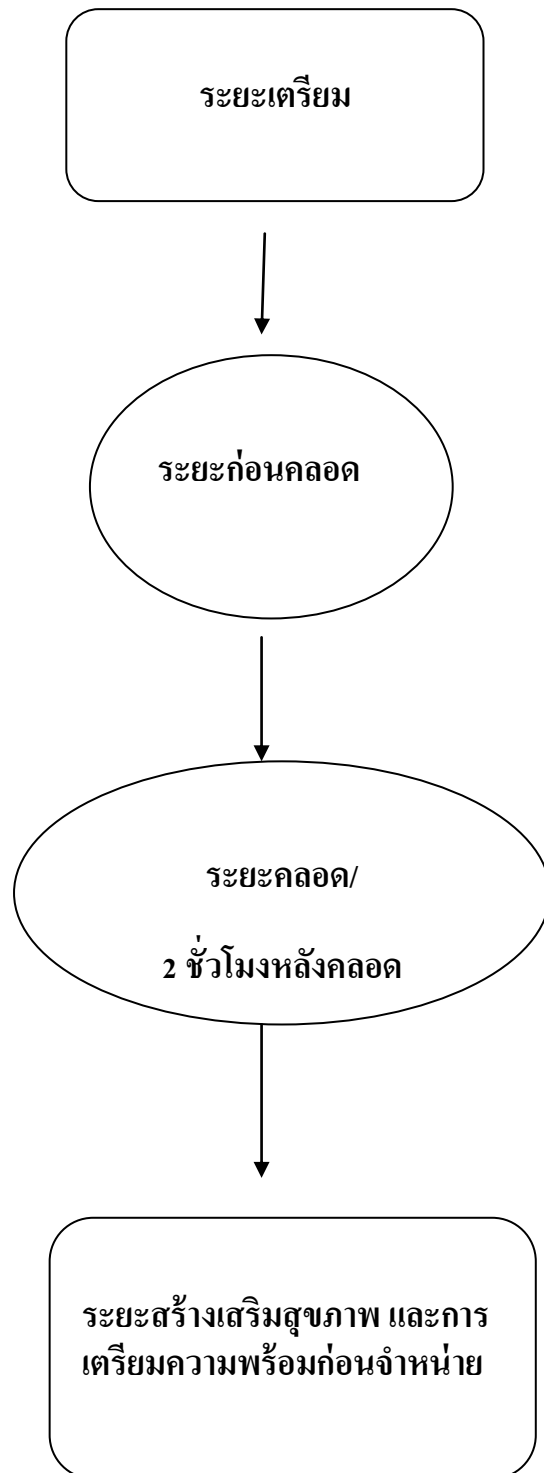 ระยะเตรียม
ระยะก่อนคลอด
ระยะคลอด/
2 ชั่วโมงหลังคลอด
ระยะสร้างเสริมสุขภาพ และการ
เตรียมความพร้อมก่อนจำหน่าย